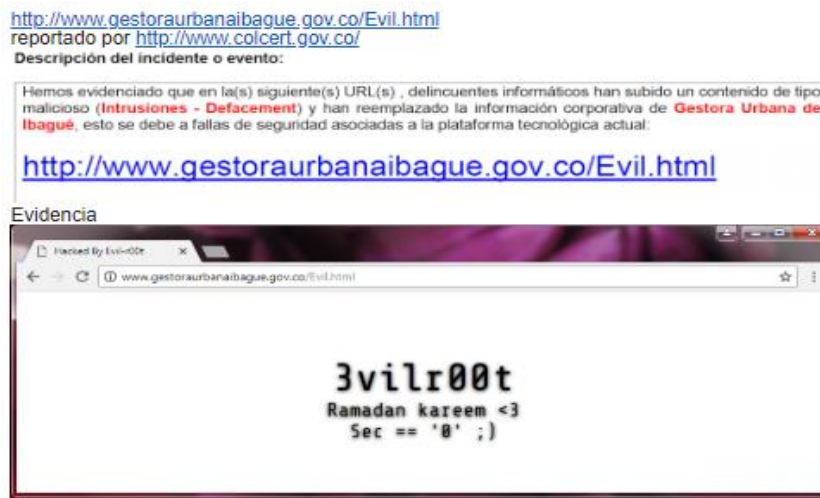 http://www.gestoraurbanaibague.gov.co/Evil.html
reportado por http://www.colcert.gov.co/
Descripción del incidente o evento:
Hemos evidenciado que en la(s) siguiente(s) URL(s) , delincuentes informáticos han subido un contenido de tipo
malicioso (Intrusiones - Defacement) y han reemplazado la información corporativa de Gestora Urbana de
Ibagué, esto se debe a fallas de seguridad asociadas a la plataforma tecnológica actual:
http://www.gestoraurbanaibague.gov.co/Evil.html
Evidencia
Hacked By Evil-r00t
www.gestoraurbanaibague.gov.co/Evil.html
3vilr00t
Ramadan kareem <3
Sec == '0' ;)